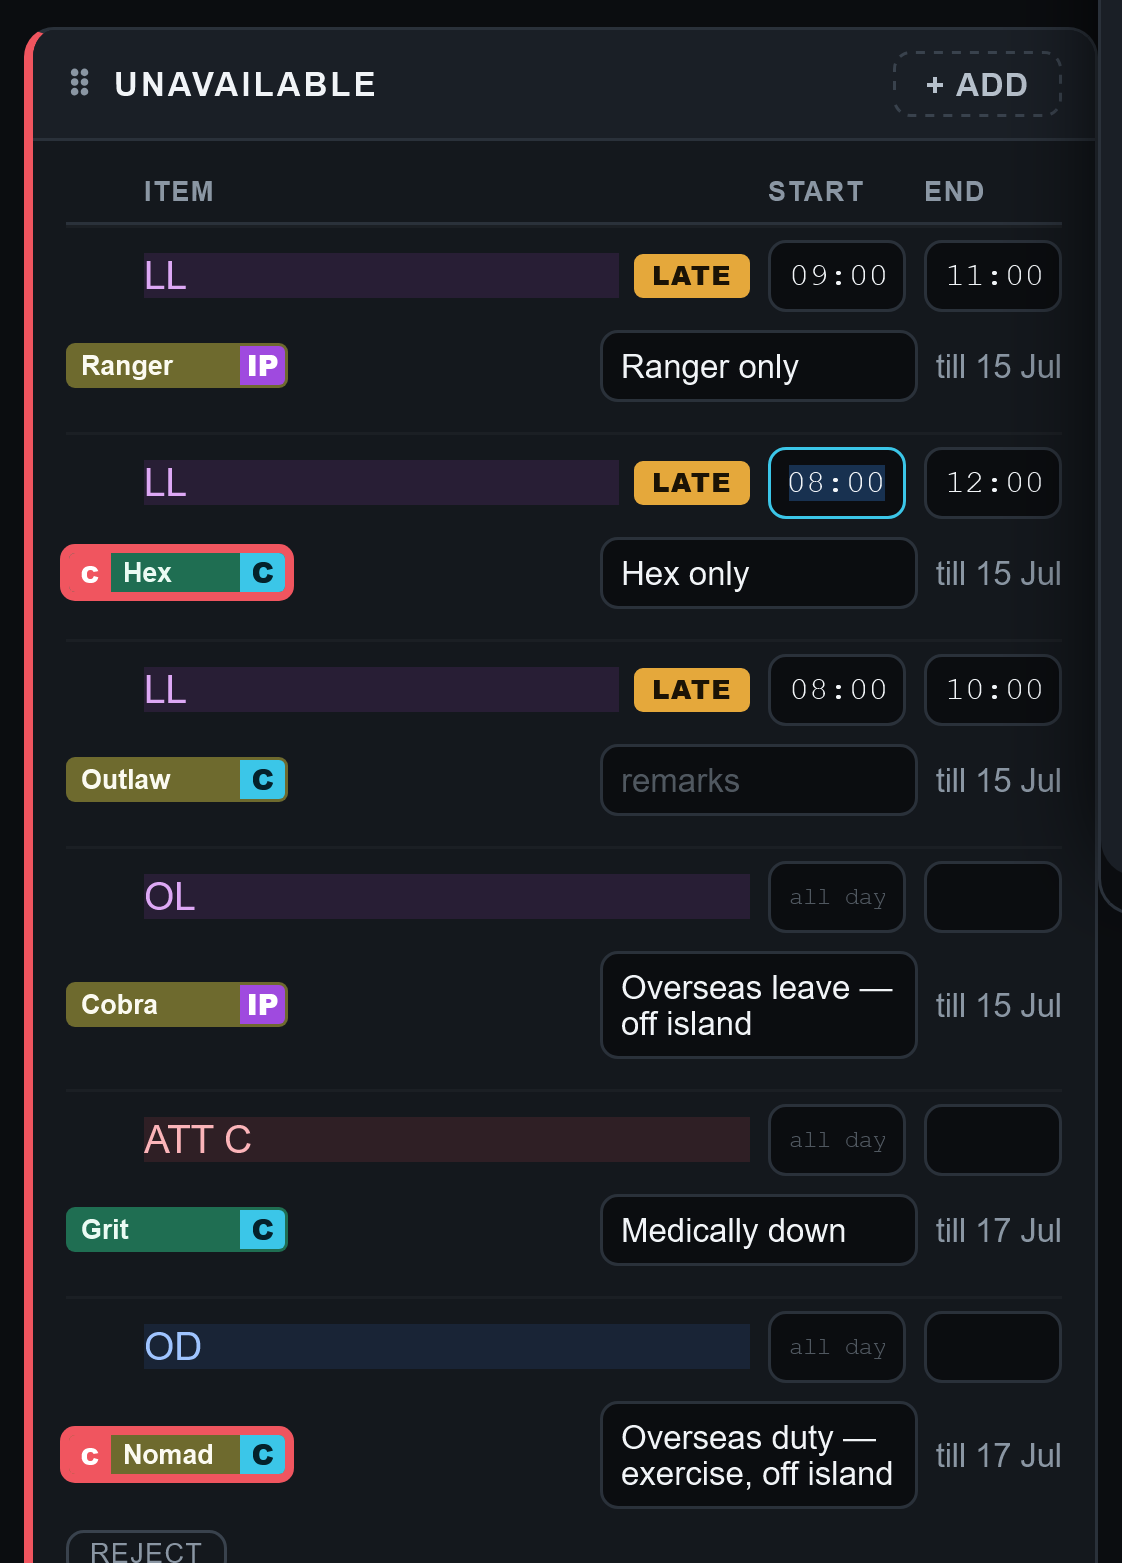 UNAVAILABLE
+ ADD
ITEM START END
LL LATE 09:00 11:00
Ranger IP Ranger only till 15 Jul
LL LATE 08:00 12:00
c Hex C Hex only till 15 Jul
LL LATE 08:00 10:00
Outlaw C remarks till 15 Jul
OL all day
Cobra IP Overseas leave —
off island till 15 Jul
ATT C all day
Grit C Medically down till 17 Jul
OD all day
c Nomad C Overseas duty —
exercise, off island till 17 Jul
REJECT